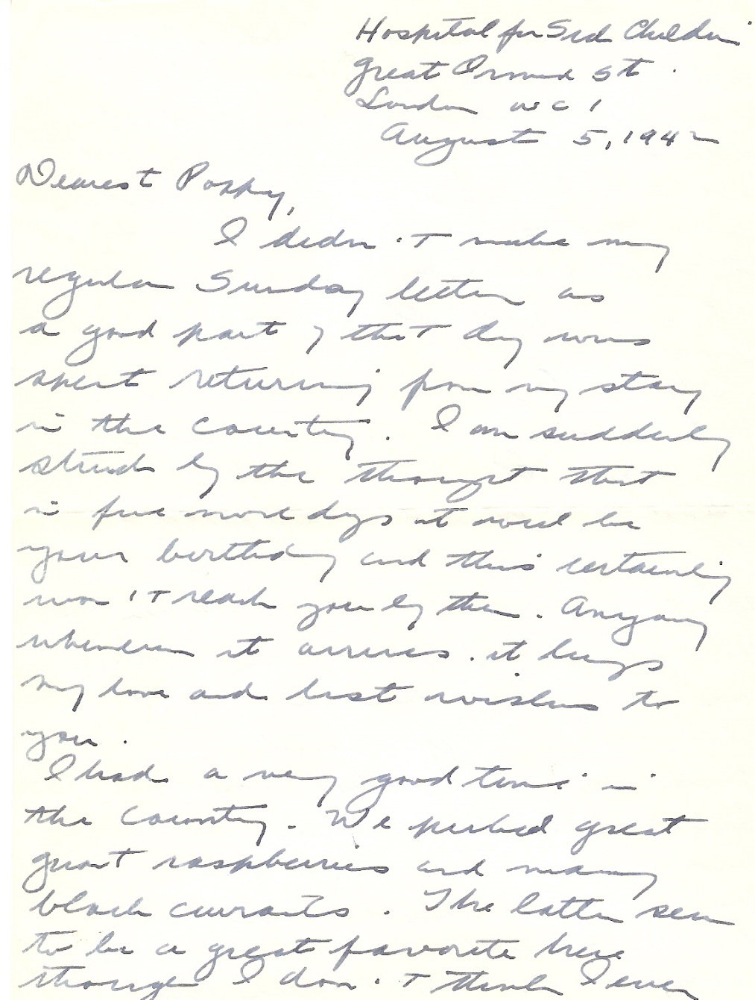 Hospital for Sick Children
Great Ormond St.
London WC 1
August 5, 1942
Dearest Poppy,
I didn't make my
regular Sunday letter as
a good part of that day was
spent returning from my stay
in the country. I am suddenly
struck by the thought that
in five more days it will be
your birthday and this certainly
won't reach you by then. Anyway
whenever it arrives. it brings
my love and best wishes to
you.
I had a very good time in
the country. We picked great
giant raspberries and many
black currants. The latter seem
to be a great favorite here
though I don't think I ever